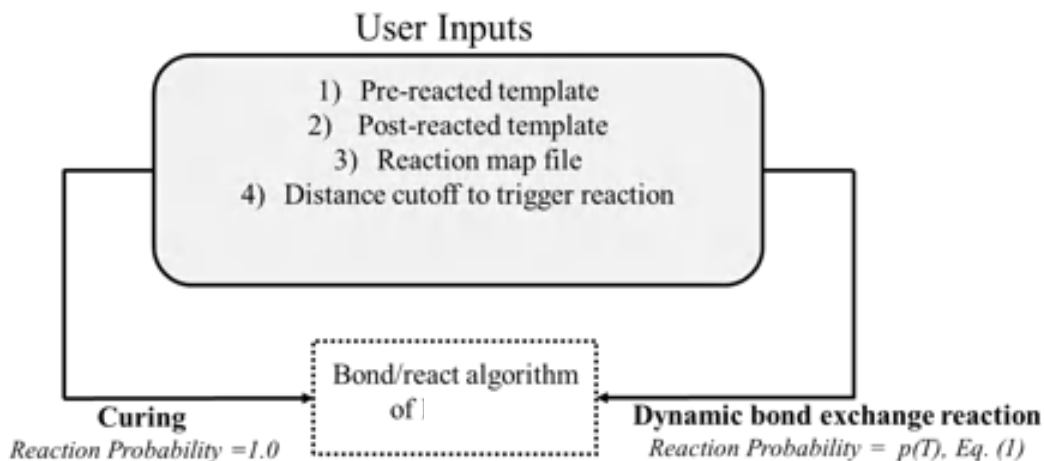 User Inputs
1) Pre-reacted template
2) Post-reacted template
3) Reaction map file
4) Distance cutoff to trigger reaction
Bond/react algorithm
of
Curing
Reaction Probability =1.0
Dynamic bond exchange reaction
Reaction Probability = p(T), Eq. (1)